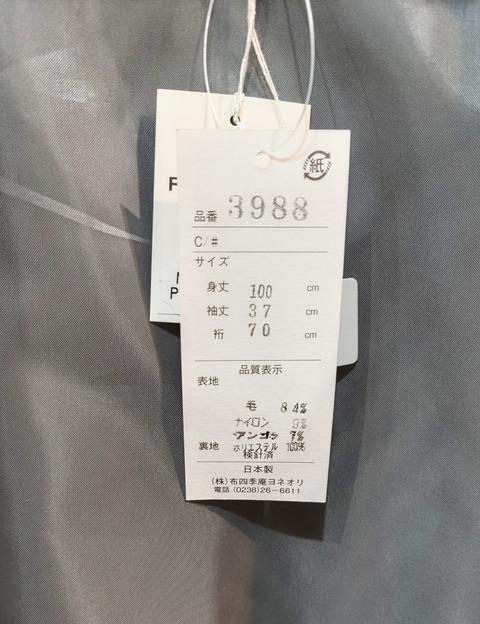 紙
品番 3988
C/#
サイズ
身丈 100 cm
袖丈 37 cm
裄 70 cm
品質表示
表地
毛 84%
ナイロン 9%
アンゴラ 7%
裏地 ポリエステル 100%
検針済
日本製
(株)布四季庵ヨネオリ
電話 (0238)26-6611
F
P